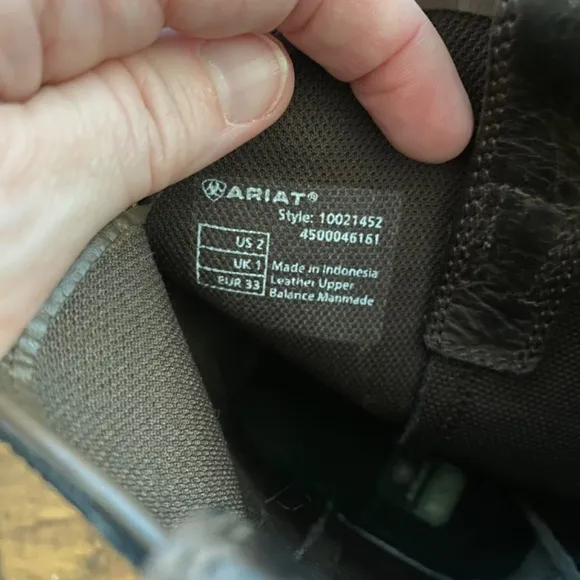 ARIAT®
Style: 10021452
4500046161
US 2
UK 1
EUR 33
Made in Indonesia
Leather Upper
Balance Manmade